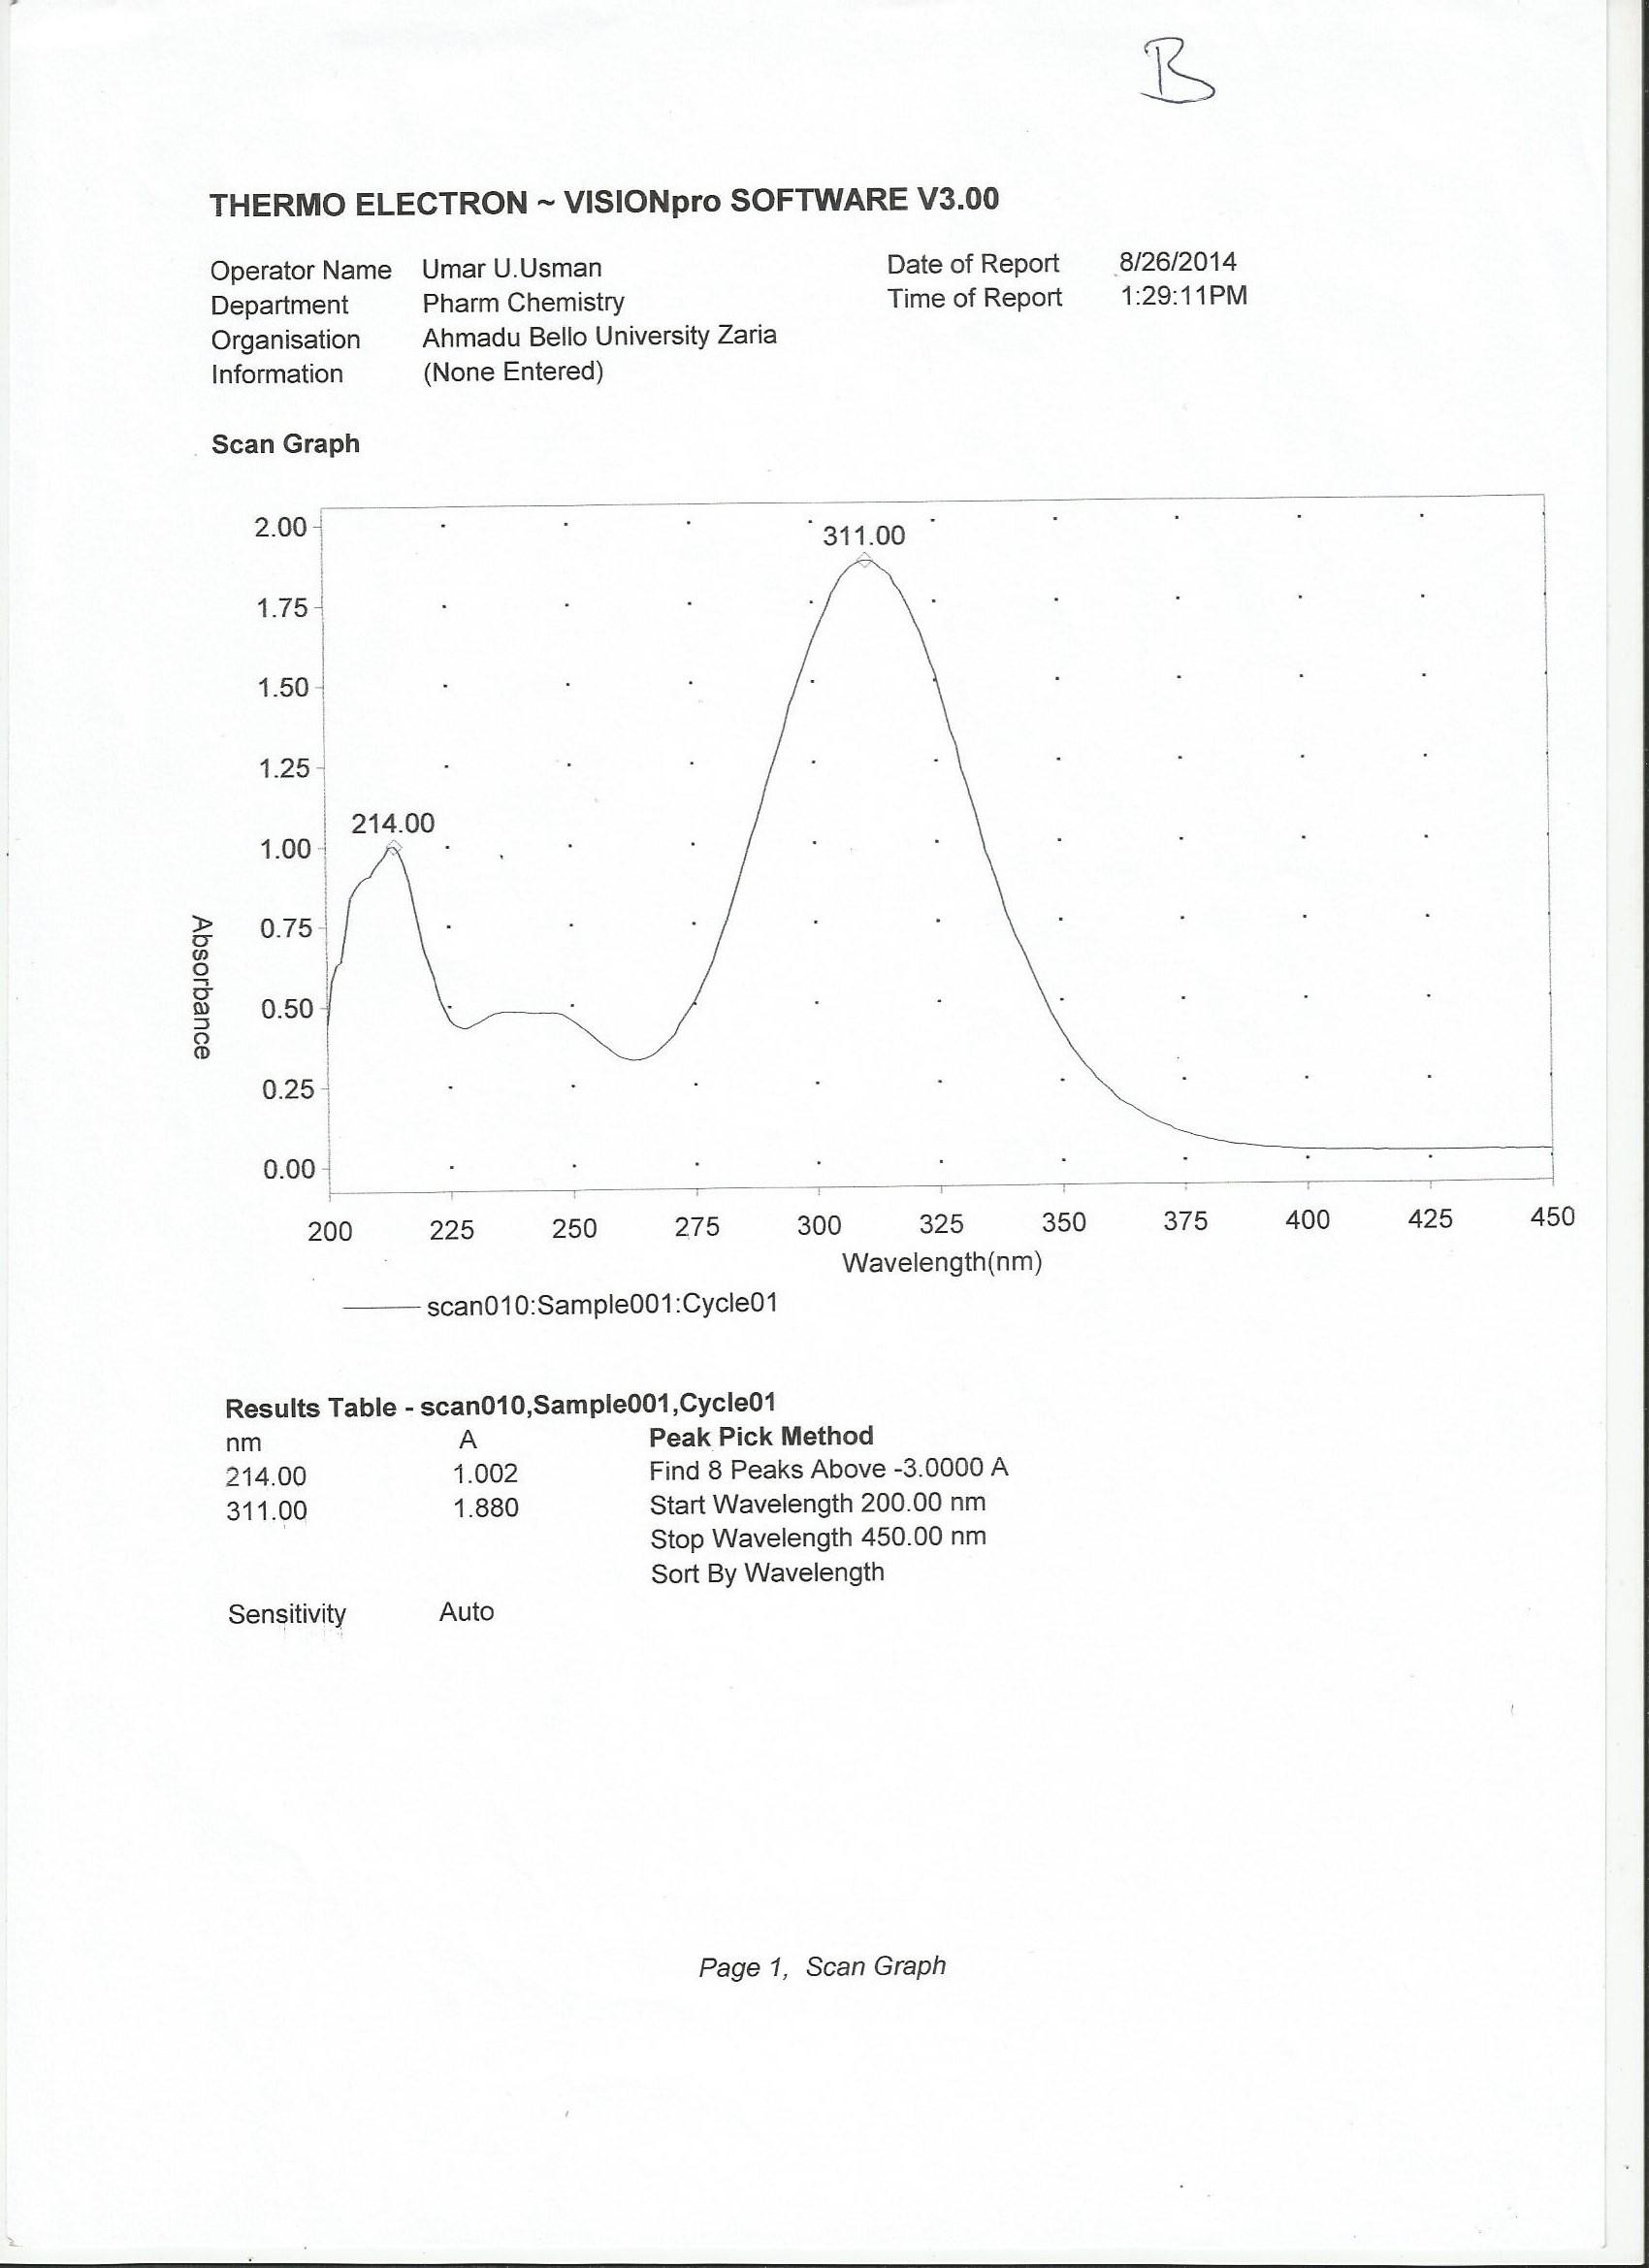 B
THERMO ELECTRON ~ VISIONpro SOFTWARE V3.00
Operator Name Umar U.Usman Date of Report 8/26/2014
Department Pharm Chemistry Time of Report 1:29:11PM
Organisation Ahmadu Bello University Zaria
Information (None Entered)
Scan Graph
2.00
311.00
1.75
1.50
1.25
214.00
1.00
0.75
Absorbance
0.50
0.25
0.00
200 225 250 275 300 325 350 375 400 425 450
Wavelength(nm)
scan010:Sample001:Cycle01
Results Table - scan010,Sample001,Cycle01
nm A Peak Pick Method
214.00 1.002 Find 8 Peaks Above -3.0000 A
311.00 1.880 Start Wavelength 200.00 nm
Stop Wavelength 450.00 nm
Sort By Wavelength
Sensitivity Auto
Page 1, Scan Graph